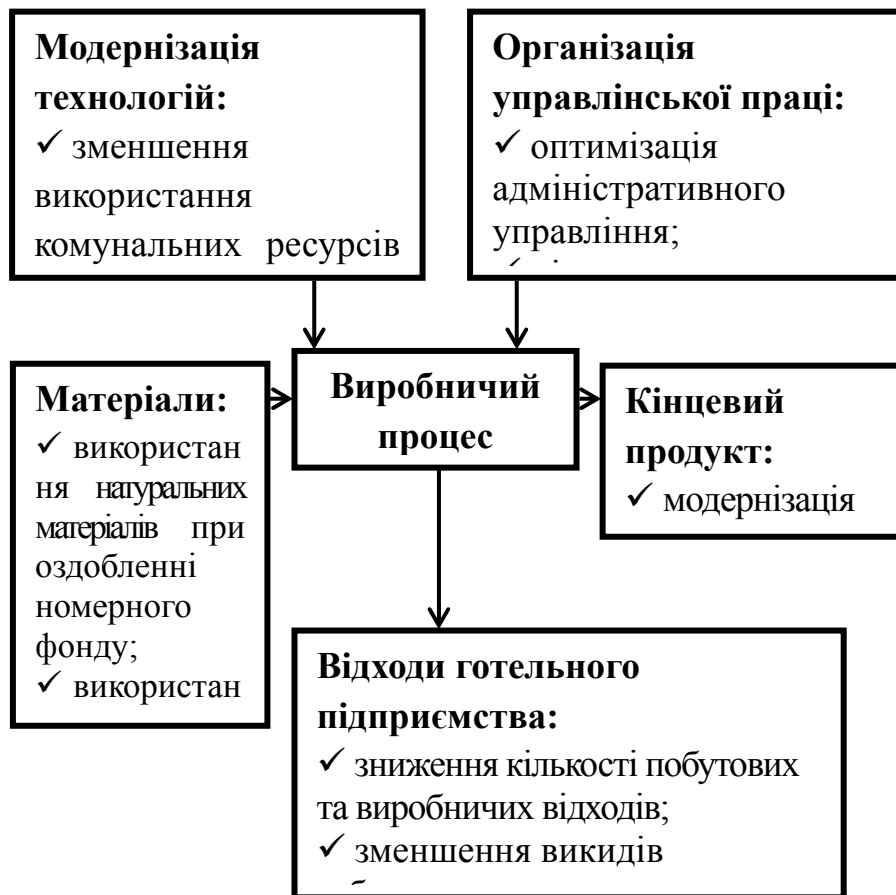 Модернізація
технологій:
✓ зменшення
використання
комунальних ресурсів
Організація
управлінської праці:
✓ оптимізація
адміністративного
управління;
Матеріали:
✓ використан
ня натуральних
матеріалів при
оздобленні
номерного
фонду;
✓ використан
Виробничий
процес
Кінцевий
продукт:
✓ модернізація
Відходи готельного
підприємства:
✓ зниження кількості побутових
та виробничих відходів;
✓ зменшення викидів